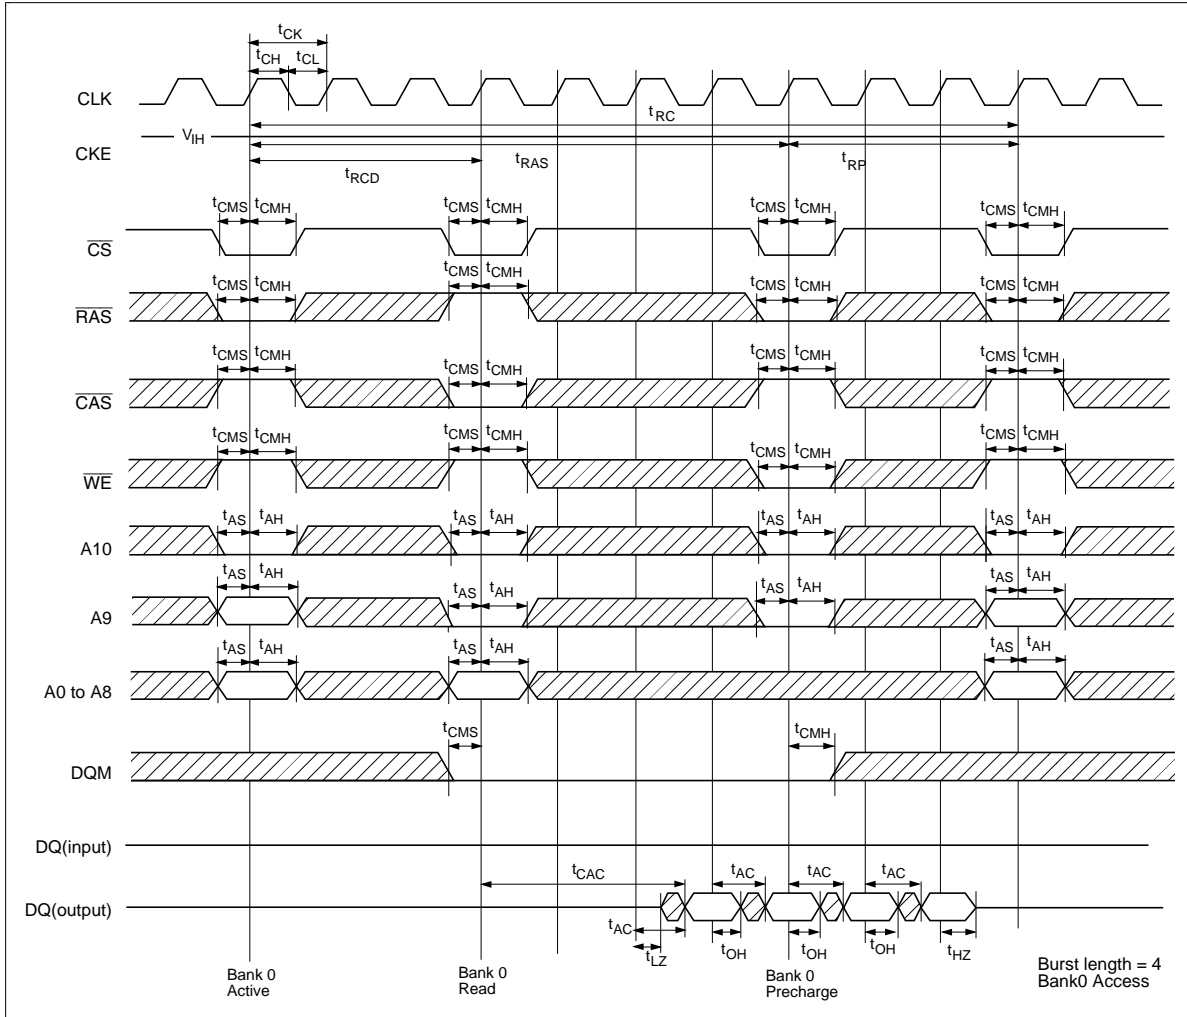 tCK
tCH tCL
CLK
tRC
VIH
CKE
tRAS tRP
tRCD
tCMS tCMH tCMS tCMH tCMS tCMH tCMS tCMH
CS
tCMS tCMH tCMS tCMH tCMS tCMH tCMS tCMH
RAS
tCMS tCMH tCMS tCMH tCMS tCMH tCMS tCMH
CAS
tCMS tCMH tCMS tCMH tCMS tCMH tCMS tCMH
WE
tAS tAH tAS tAH tAS tAH tAS tAH
A10
tAS tAH tAS tAH tAS tAH tAS tAH
A9
tAS tAH tAS tAH tAS tAH
A0 to A8
tCMS tCMH
DQM
DQ(input)
tCAC tAC tAC tAC
DQ(output)
tAC
tLZ tOH tOH tOH tHZ
Bank 0
Active
Bank 0
Read
Bank 0
Precharge
Burst length = 4
Bank0 Access